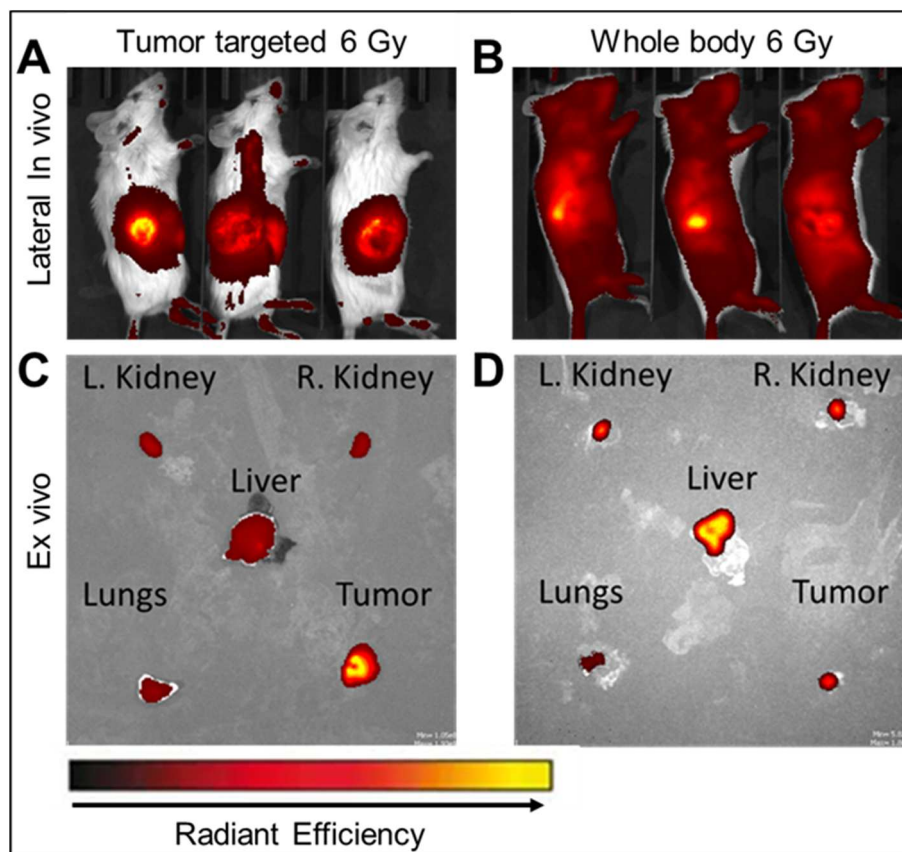 Tumor targeted 6 Gy
Whole body 6 Gy
A
B
Lateral In vivo
C
L. Kidney
R. Kidney
Liver
Lungs
Tumor
D
L. Kidney
R. Kidney
Liver
Lungs
Tumor
Ex vivo
Radiant Efficiency